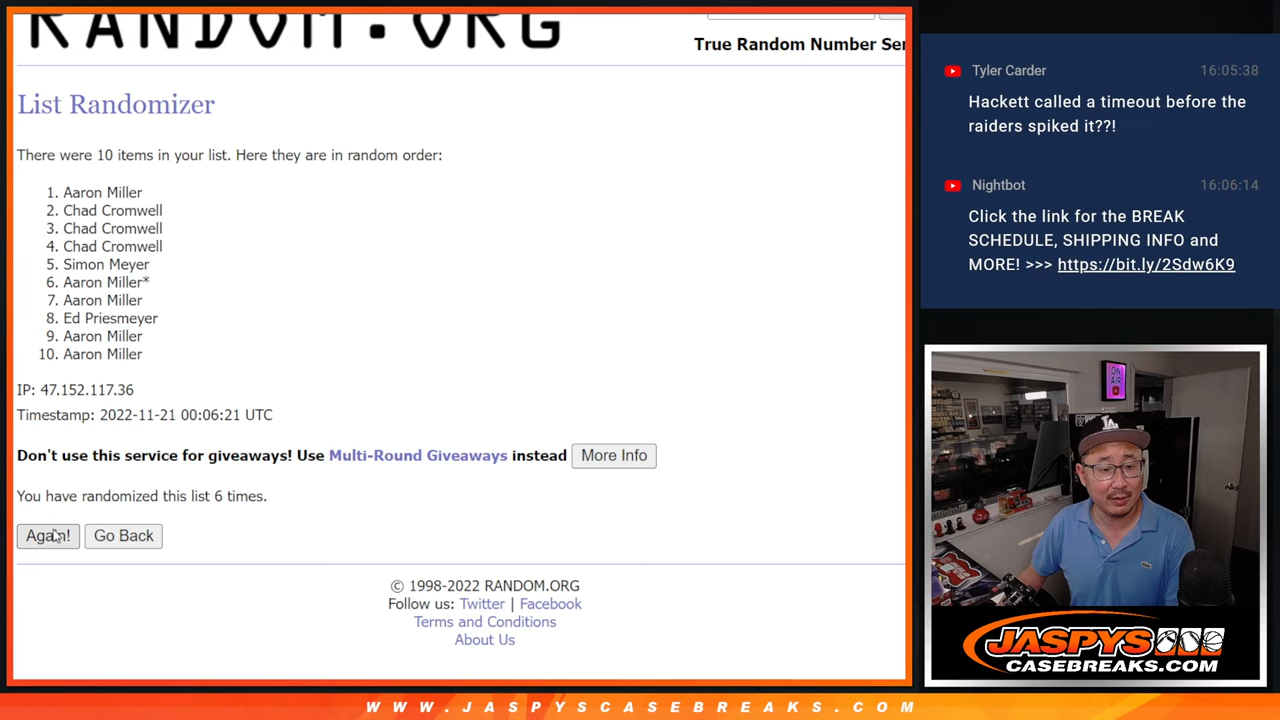 RANDOM.ORG
True Random Number Ser
List Randomizer
There were 10 items in your list. Here they are in random order:
1. Aaron Miller
2. Chad Cromwell
3. Chad Cromwell
4. Chad Cromwell
5. Simon Meyer
6. Aaron Miller*
7. Aaron Miller
8. Ed Priesmeyer
9. Aaron Miller
10. Aaron Miller
IP: 47.152.117.36
Timestamp: 2022-11-21 00:06:21 UTC
Don't use this service for giveaways! Use Multi-Round Giveaways instead More Info
You have randomized this list 6 times.
Again! Go Back
© 1998-2022 RANDOM.ORG
Follow us: Twitter | Facebook
Terms and Conditions
About Us
Tyler Carder 16:05:38
Hackett called a timeout before the
raiders spiked it??!
Nightbot 16:06:14
Click the link for the BREAK
SCHEDULE, SHIPPING INFO and
MORE! >>> https://bit.ly/2Sdw6K9
ON
AIR
LA
JASPYS
CASEBREAKS.COM
WWW.JASPYSCASEBREAKS.COM